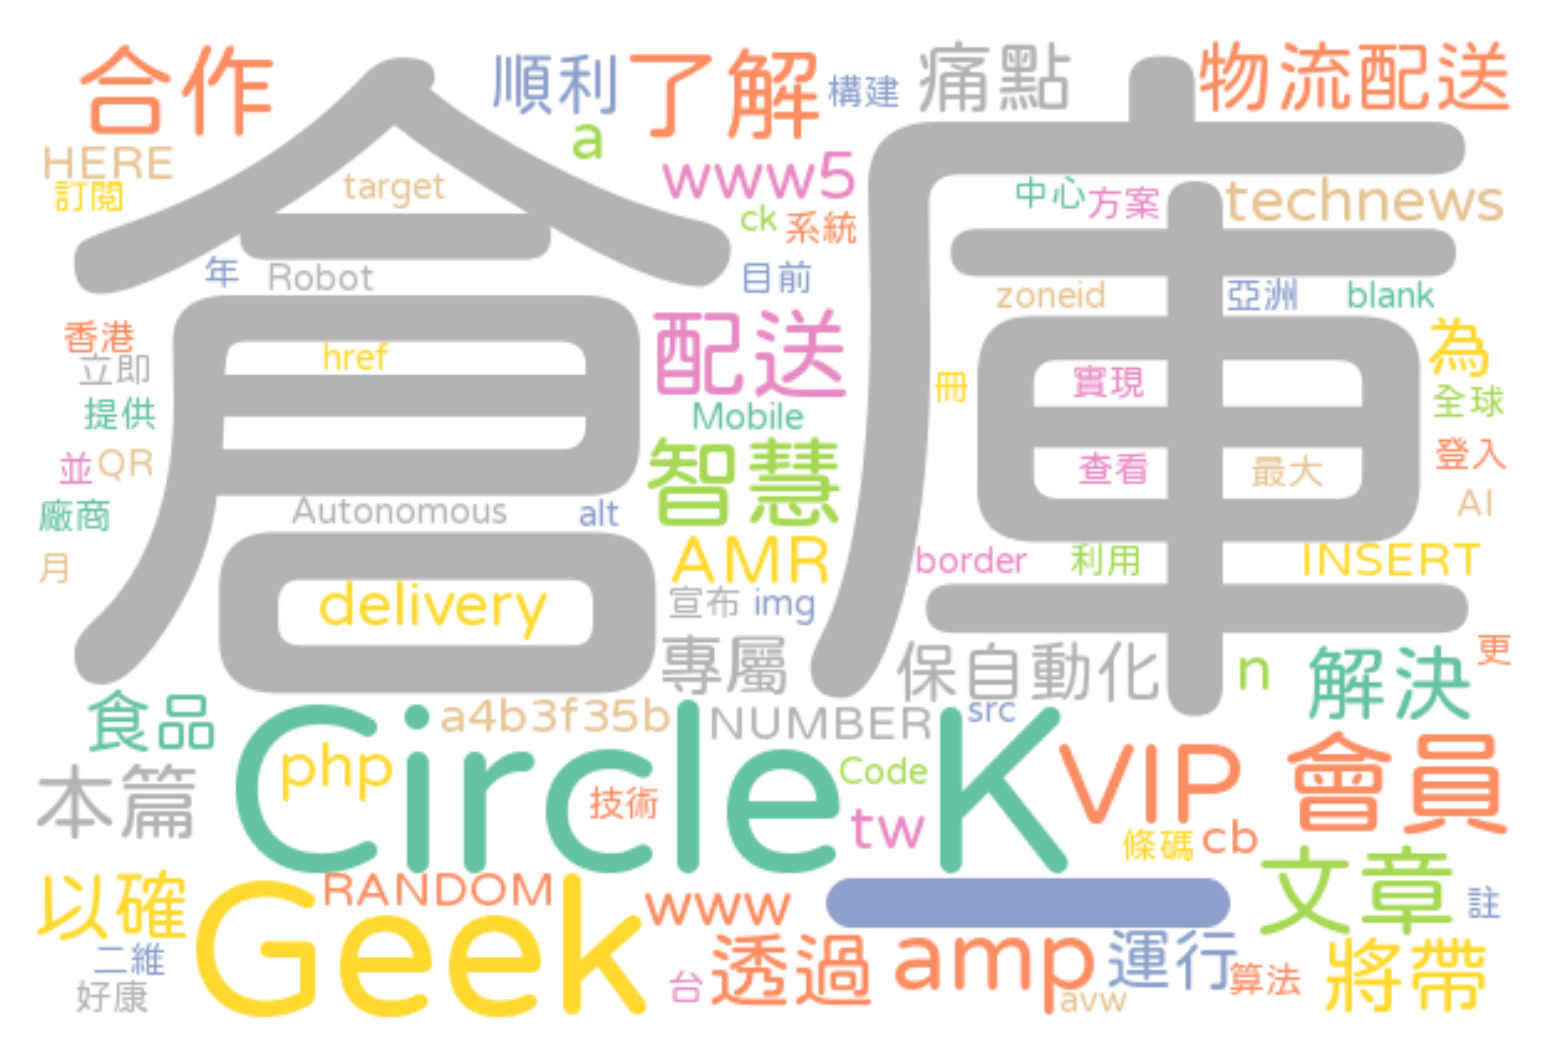 合作
順利
了解
構建
痛點
物流配送
倉庫
a
HERE
訂閱
target
www5
ck
系統
中心
方案
technews
年
Robot
目前
zoneid
亞洲
blank
香港
立即
href
配送
冊
實現
為
全球
提供
Mobile
並
QR
智慧
查看
最大
登入
AI
廠商
Autonomous
alt
月
AMR
border
利用
INSERT
delivery
宣布
img
專屬
保自動化
n
解決
更
食品
a4b3f35b
NUMBER
src
Circle
K
php
Code
VIP
會員
本篇
技術
tw
條碼
cb
以確
RANDOM
Geek
www
文章
註
二維
好康
台
透過
amp
avw
運行
算法
將帶